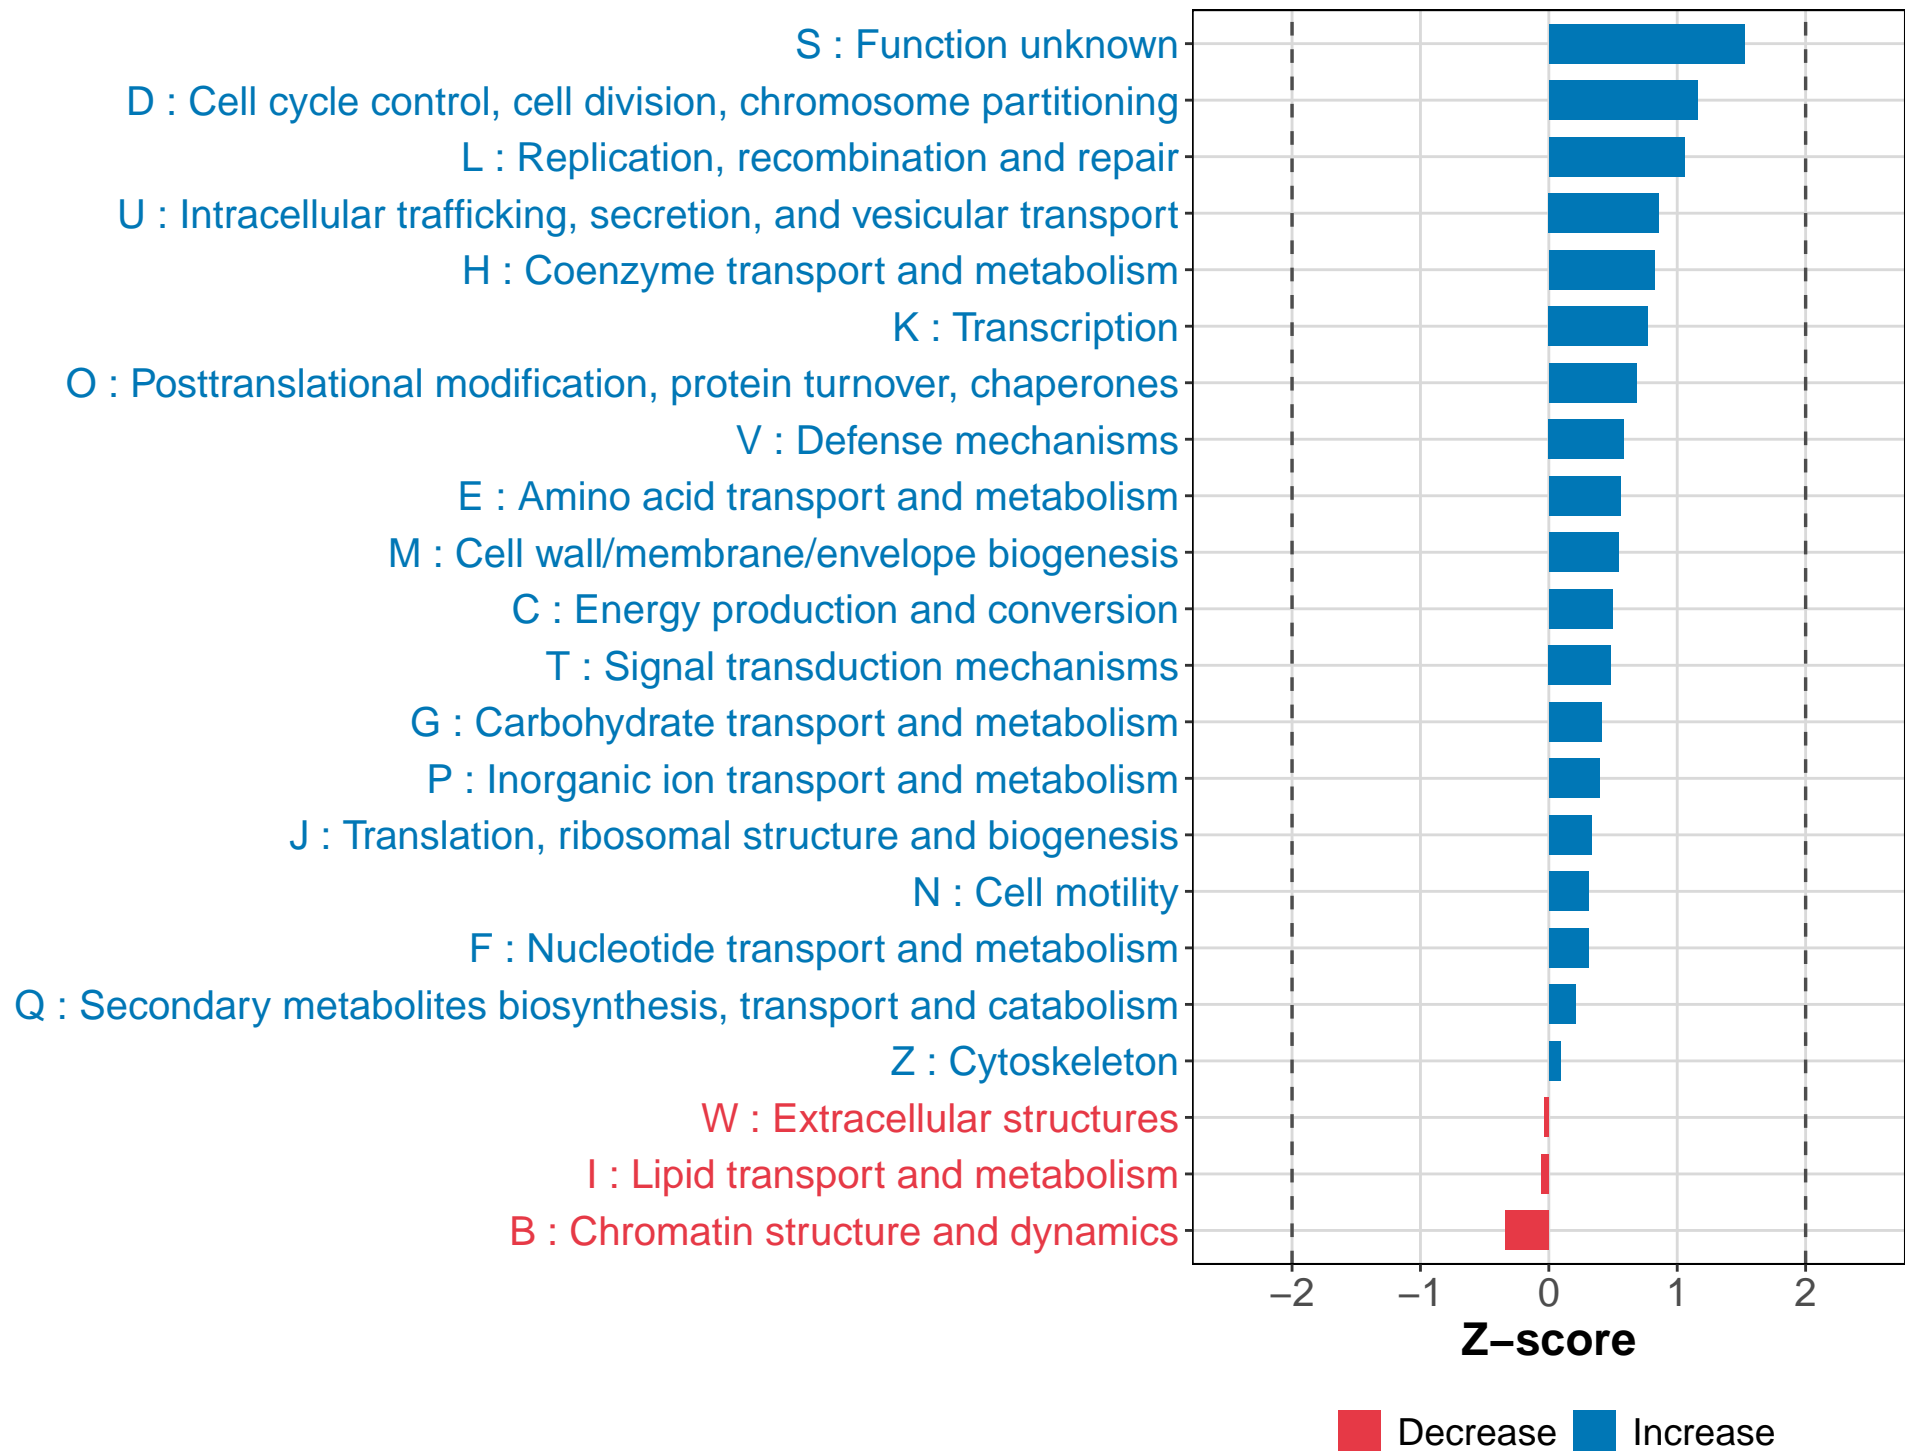 S : Function unknown
D : Cell cycle control, cell division, chromosome partitioning
L : Replication, recombination and repair
U : Intracellular trafficking, secretion, and vesicular transport
H : Coenzyme transport and metabolism
K : Transcription
O : Posttranslational modification, protein turnover, chaperones
V : Defense mechanisms
E : Amino acid transport and metabolism
M : Cell wall/membrane/envelope biogenesis
C : Energy production and conversion
T : Signal transduction mechanisms
G : Carbohydrate transport and metabolism
P : Inorganic ion transport and metabolism
J : Translation, ribosomal structure and biogenesis
N : Cell motility
F : Nucleotide transport and metabolism
Q : Secondary metabolites biosynthesis, transport and catabolism
Z : Cytoskeleton
W : Extracellular structures
I : Lipid transport and metabolism
B : Chromatin structure and dynamics
−2 −1 0 1 2
Z−score
Decrease Increase